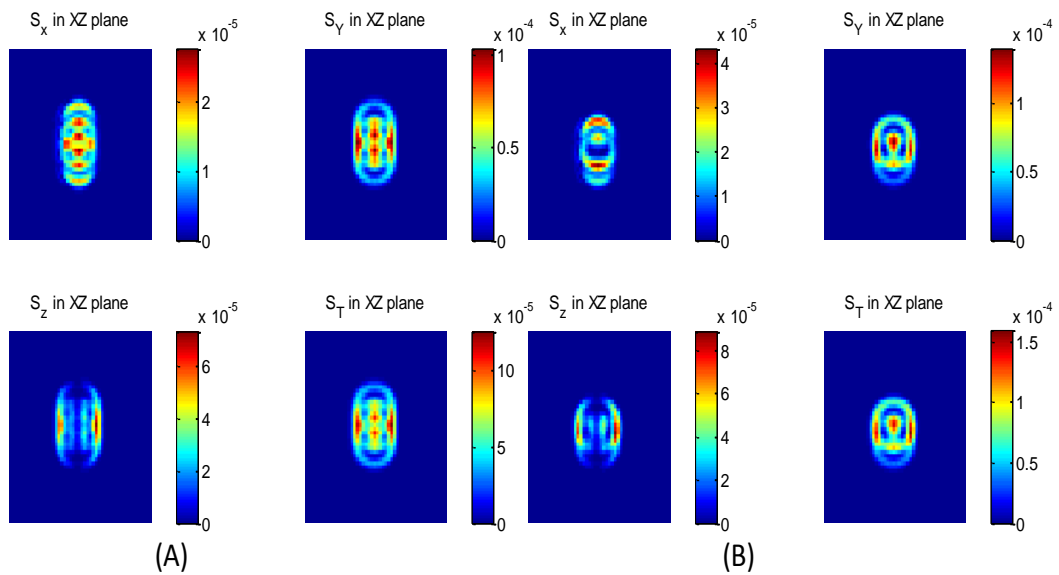 S_x in XZ plane
x 10^-5
2
1
0
S_Y in XZ plane
x 10^-4
1
0.5
0
S_x in XZ plane
x 10^-5
4
3
2
1
0
S_Y in XZ plane
x 10^-4
1
0.5
0
S_z in XZ plane
x 10^-5
6
4
2
0
S_T in XZ plane
x 10^-5
10
5
0
S_z in XZ plane
x 10^-5
8
6
4
2
0
S_T in XZ plane
x 10^-4
1.5
1
0.5
0
(A)
(B)